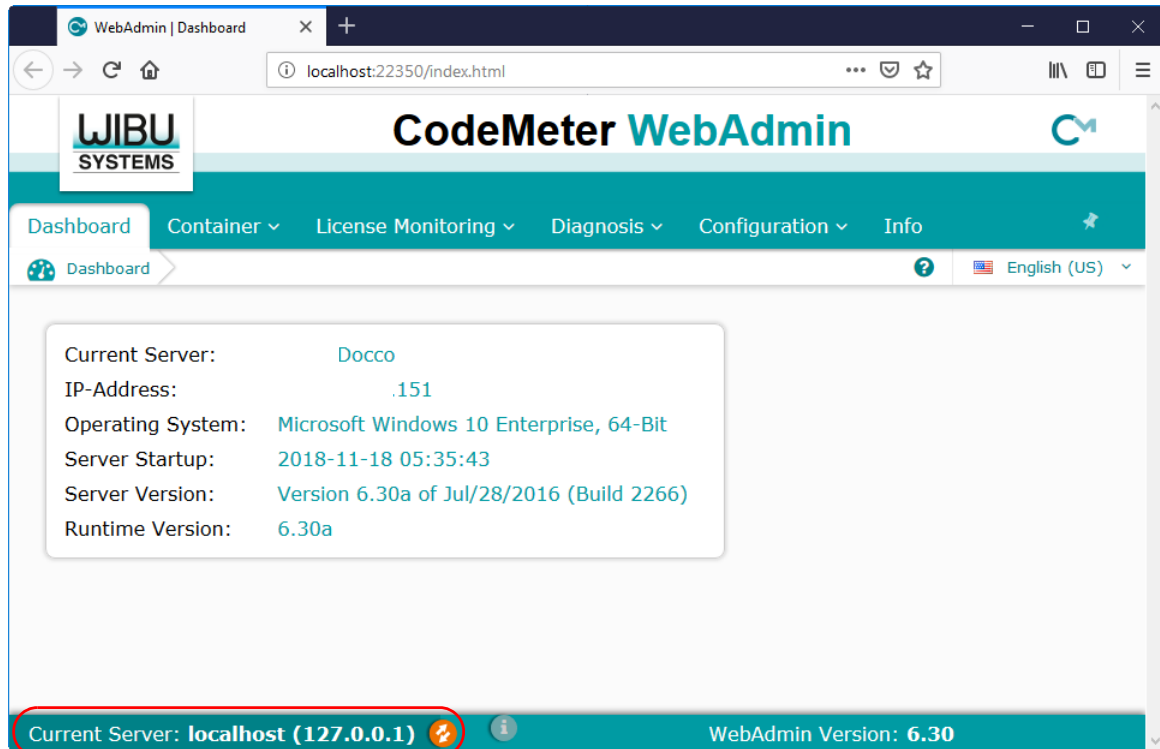 WebAdmin | Dashboard
localhost:22350/index.html
WIBU
SYSTEMS
CodeMeter WebAdmin
CM
Dashboard Container License Monitoring Diagnosis Configuration Info
Dashboard
? English (US)
Current Server: Docco
IP-Address: .151
Operating System: Microsoft Windows 10 Enterprise, 64-Bit
Server Startup: 2018-11-18 05:35:43
Server Version: Version 6.30a of Jul/28/2016 (Build 2266)
Runtime Version: 6.30a
Current Server: localhost (127.0.0.1) i WebAdmin Version: 6.30